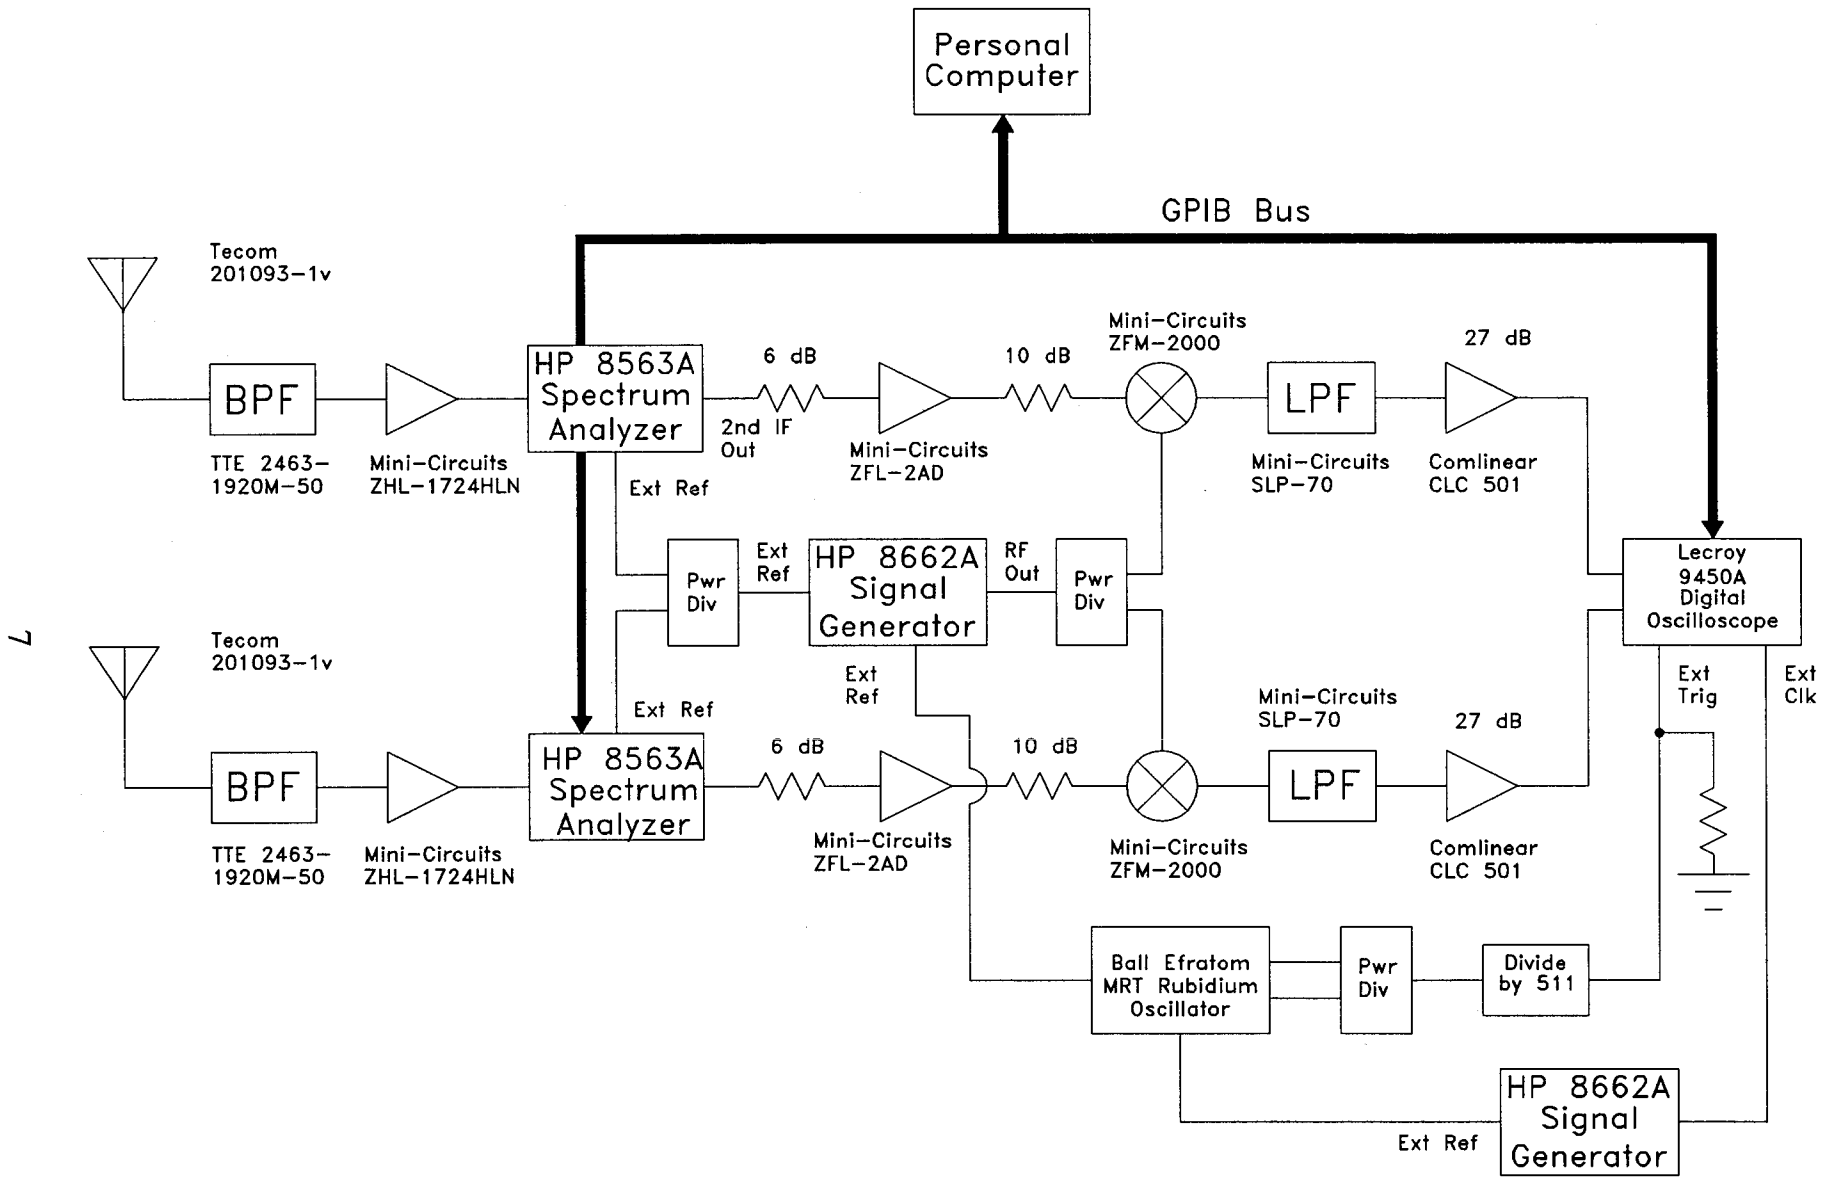 Personal
Computer
GPIB Bus
Tecom
201093-1v
Mini-Circuits
ZFM-2000
27 dB
6 dB
10 dB
BPF
HP 8563A
Spectrum
Analyzer
LPF
2nd IF
Out
TTE 2463-
1920M-50
Mini-Circuits
ZHL-1724HLN
Mini-Circuits
ZFL-2AD
Mini-Circuits
SLP-70
Comlinear
CLC 501
Ext Ref
Pwr
Div
Ext
Ref
HP 8662A
Signal
Generator
RF
Out
Pwr
Div
Lecroy
9450A
Digital
Oscilloscope
7
Tecom
201093-1v
Ext
Ref
Ext
Trig
Ext
Clk
Ext Ref
Mini-Circuits
SLP-70
27 dB
6 dB
10 dB
BPF
HP 8563A
Spectrum
Analyzer
LPF
TTE 2463-
1920M-50
Mini-Circuits
ZHL-1724HLN
Mini-Circuits
ZFL-2AD
Mini-Circuits
ZFM-2000
Comlinear
CLC 501
Ball Efratom
MRT Rubidium
Oscillator
Pwr
Div
Divide
by 511
Ext Ref
HP 8662A
Signal
Generator